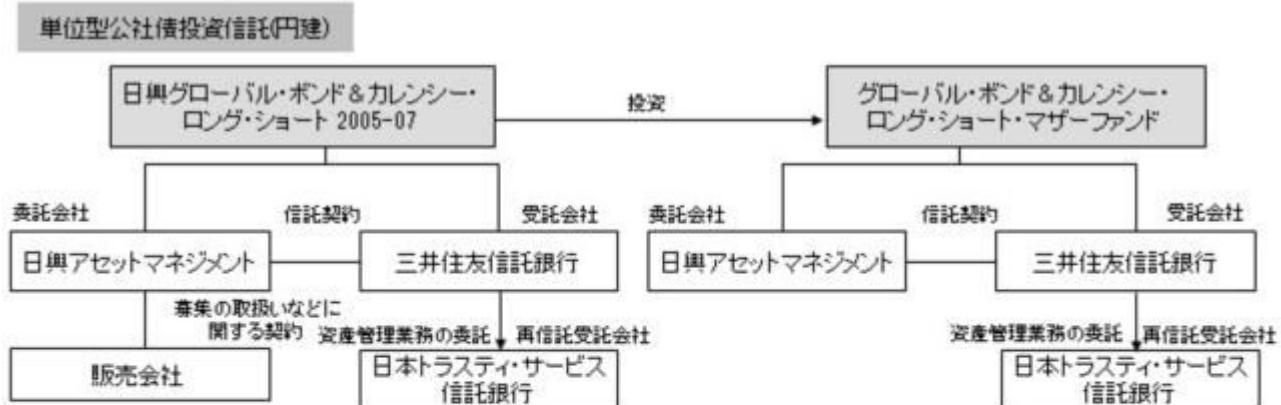 単位型公社債投資信託(円建)
日興グローバル・ボンド&カレンシー・
ロング・ショート 2005-07
投資
グローバル・ボンド&カレンシー・
ロング・ショート・マザーファンド
委託会社
信託契約
受託会社
委託会社
信託契約
受託会社
日興アセットマネジメント
三井住友信託銀行
日興アセットマネジメント
三井住友信託銀行
募集の取扱いなどに
関する契約
資産管理業務の委託
再信託受託会社
資産管理業務の委託
再信託受託会社
販売会社
日本トラスティ・サービス
信託銀行
日本トラスティ・サービス
信託銀行